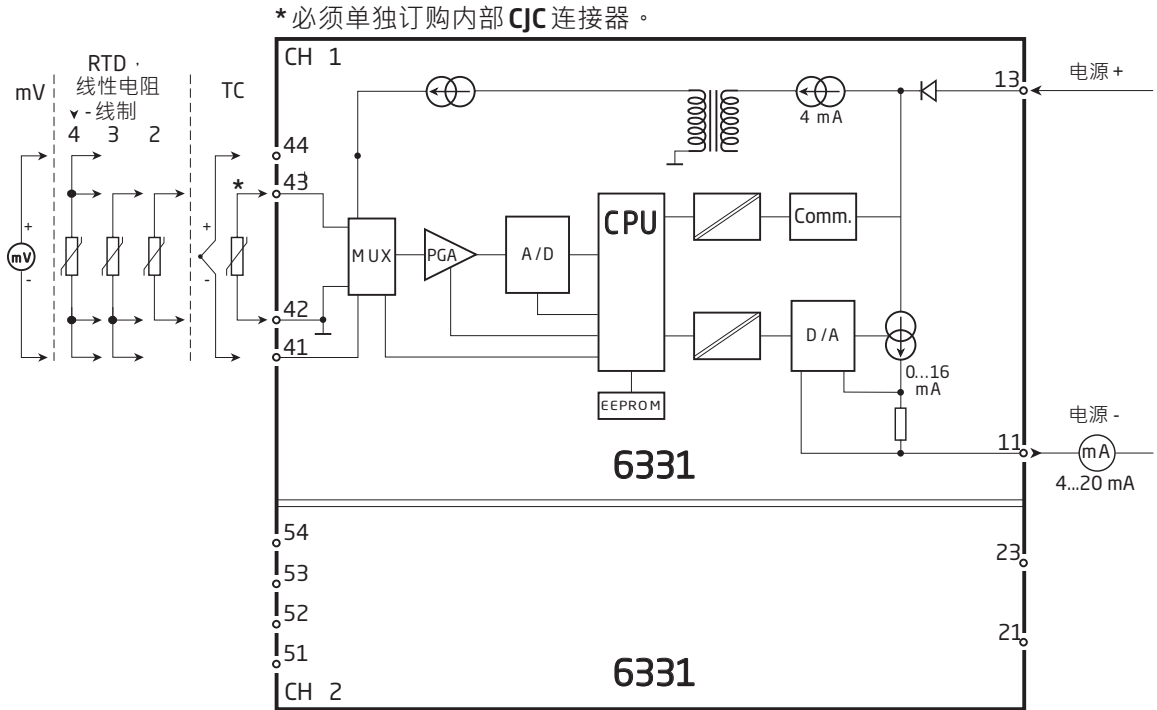 *必须单独订购内部 CJC 连接器。
CH 1
RTD，
线性电阻
mV
TC
- 线制
4 3 2
13
电源 +
4 mA
44
43
*
CPU
Comm.
+
mV
-
+
-
MUX
PGA
A/D
42
41
D/A
0...16
mA
EEPROM
电源 -
11
mA
4...20 mA
6331
54
53
52
51
23
21
6331
CH 2